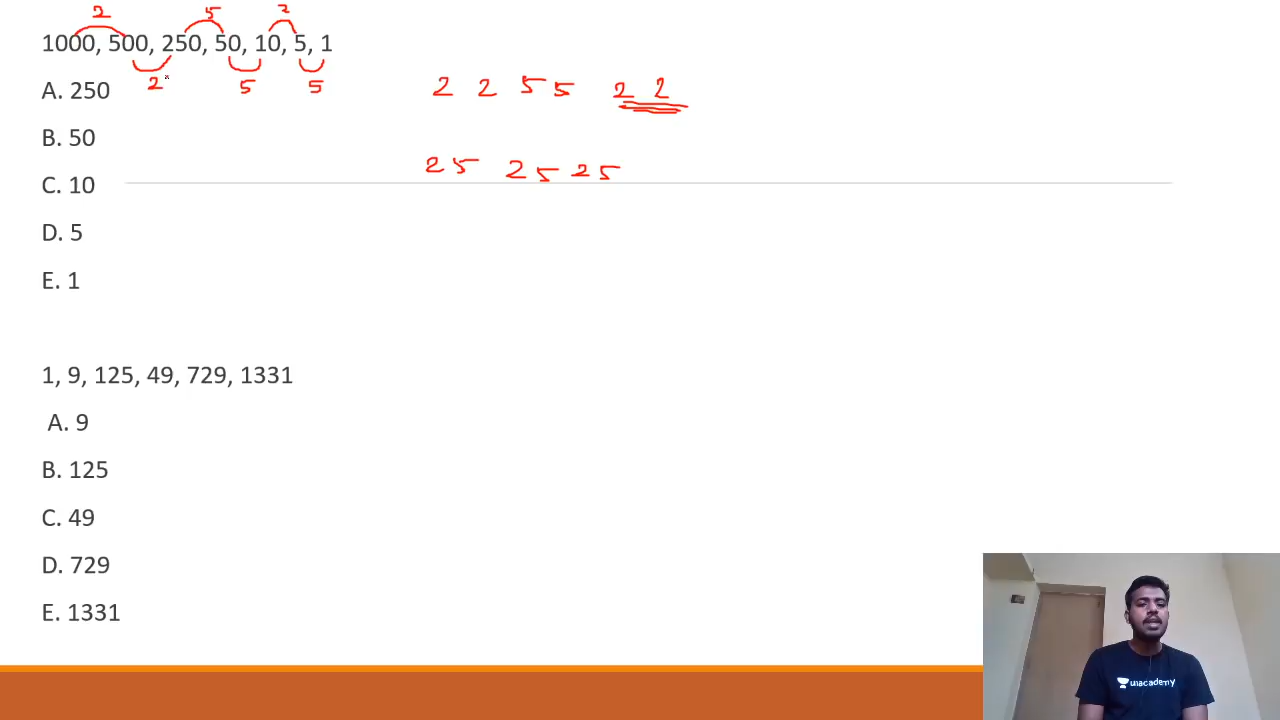 2 5 2
1000, 500, 250, 50, 10, 5, 1
2 5 5
A. 250
2 2 5 5 2 2
B. 50
25 25 25
C. 10
D. 5
E. 1
1, 9, 125, 49, 729, 1331
A. 9
B. 125
C. 49
D. 729
E. 1331
unacademy